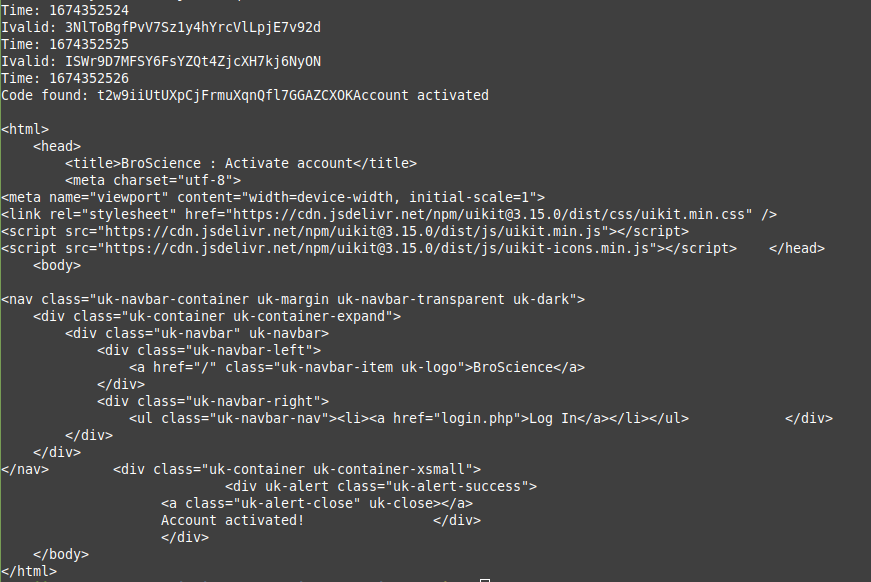 Time: 1674352524
Ivalid: 3NlToBgfPvV7Sz1y4hYrcVlLpjE7v92d
Time: 1674352525
Ivalid: ISWr9D7MFSY6FsYZQt4ZjcXH7kj6NyON
Time: 1674352526
Code found: t2w9iiUtUXpCjFrmuXqnQfl7GGAZCXOKAccount activated
<html>
    <head>
        <title>BroScience : Activate account</title>
        <meta charset="utf-8">
<meta name="viewport" content="width=device-width, initial-scale=1">
<link rel="stylesheet" href="https://cdn.jsdelivr.net/npm/uikit@3.15.0/dist/css/uikit.min.css" />
<script src="https://cdn.jsdelivr.net/npm/uikit@3.15.0/dist/js/uikit.min.js"></script>
<script src="https://cdn.jsdelivr.net/npm/uikit@3.15.0/dist/js/uikit-icons.min.js"></script>    </head>
    <body>
<nav class="uk-navbar-container uk-margin uk-navbar-transparent uk-dark">
    <div class="uk-container uk-container-expand">
        <div class="uk-navbar" uk-navbar>
            <div class="uk-navbar-left">
                <a href="/" class="uk-navbar-item uk-logo">BroScience</a>
            </div>
            <div class="uk-navbar-right">
                <ul class="uk-navbar-nav"><li><a href="login.php">Log In</a></li></ul>            </div>
        </div>
    </div>
</nav>        <div class="uk-container uk-container-xsmall">
                            <div uk-alert class="uk-alert-success">
                    <a class="uk-alert-close" uk-close></a>
                    Account activated!                </div>
                    </div>
    </body>
</html>